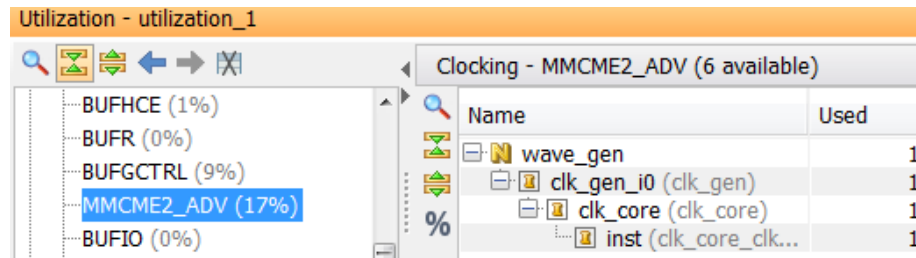 Utilization - utilization_1
Clocking - MMCME2_ADV (6 available)
BUFHCE (1%)
BUFR (0%)
BUFGCTRL (9%)
MMCME2_ADV (17%)
BUFIO (0%)
%
Name Used
N wave_gen 1
clk_gen_i0 (clk_gen) 1
clk_core (clk_core) 1
inst (clk_core_clk... 1